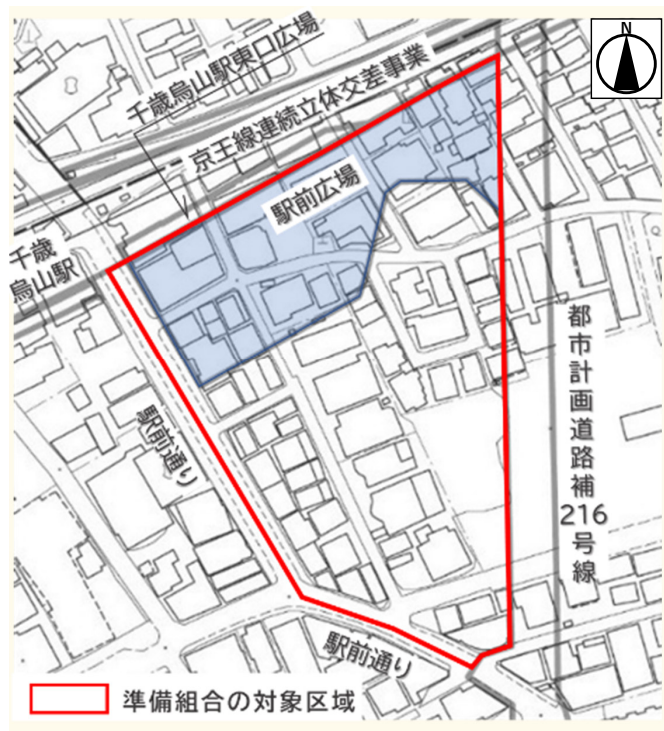 N
千歳烏山駅東口広場
京王線連続立体交差事業
駅前広場
千歳
烏山駅
都市計画道路補216号線
駅前通り
駅前通り
準備組合の対象区域